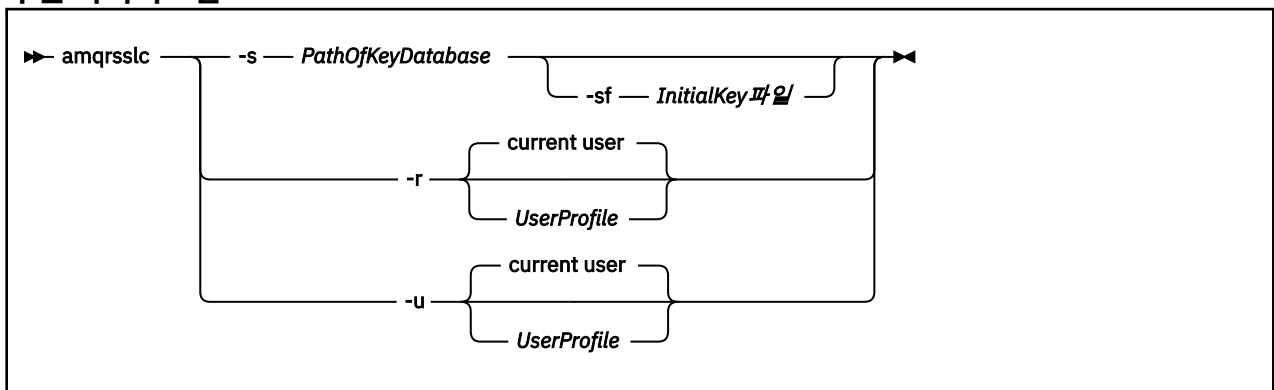 amqrsslc -s PathOfKeyDatabase
-sf InitialKey파일
current user
-r
UserProfile
current user
-u
UserProfile